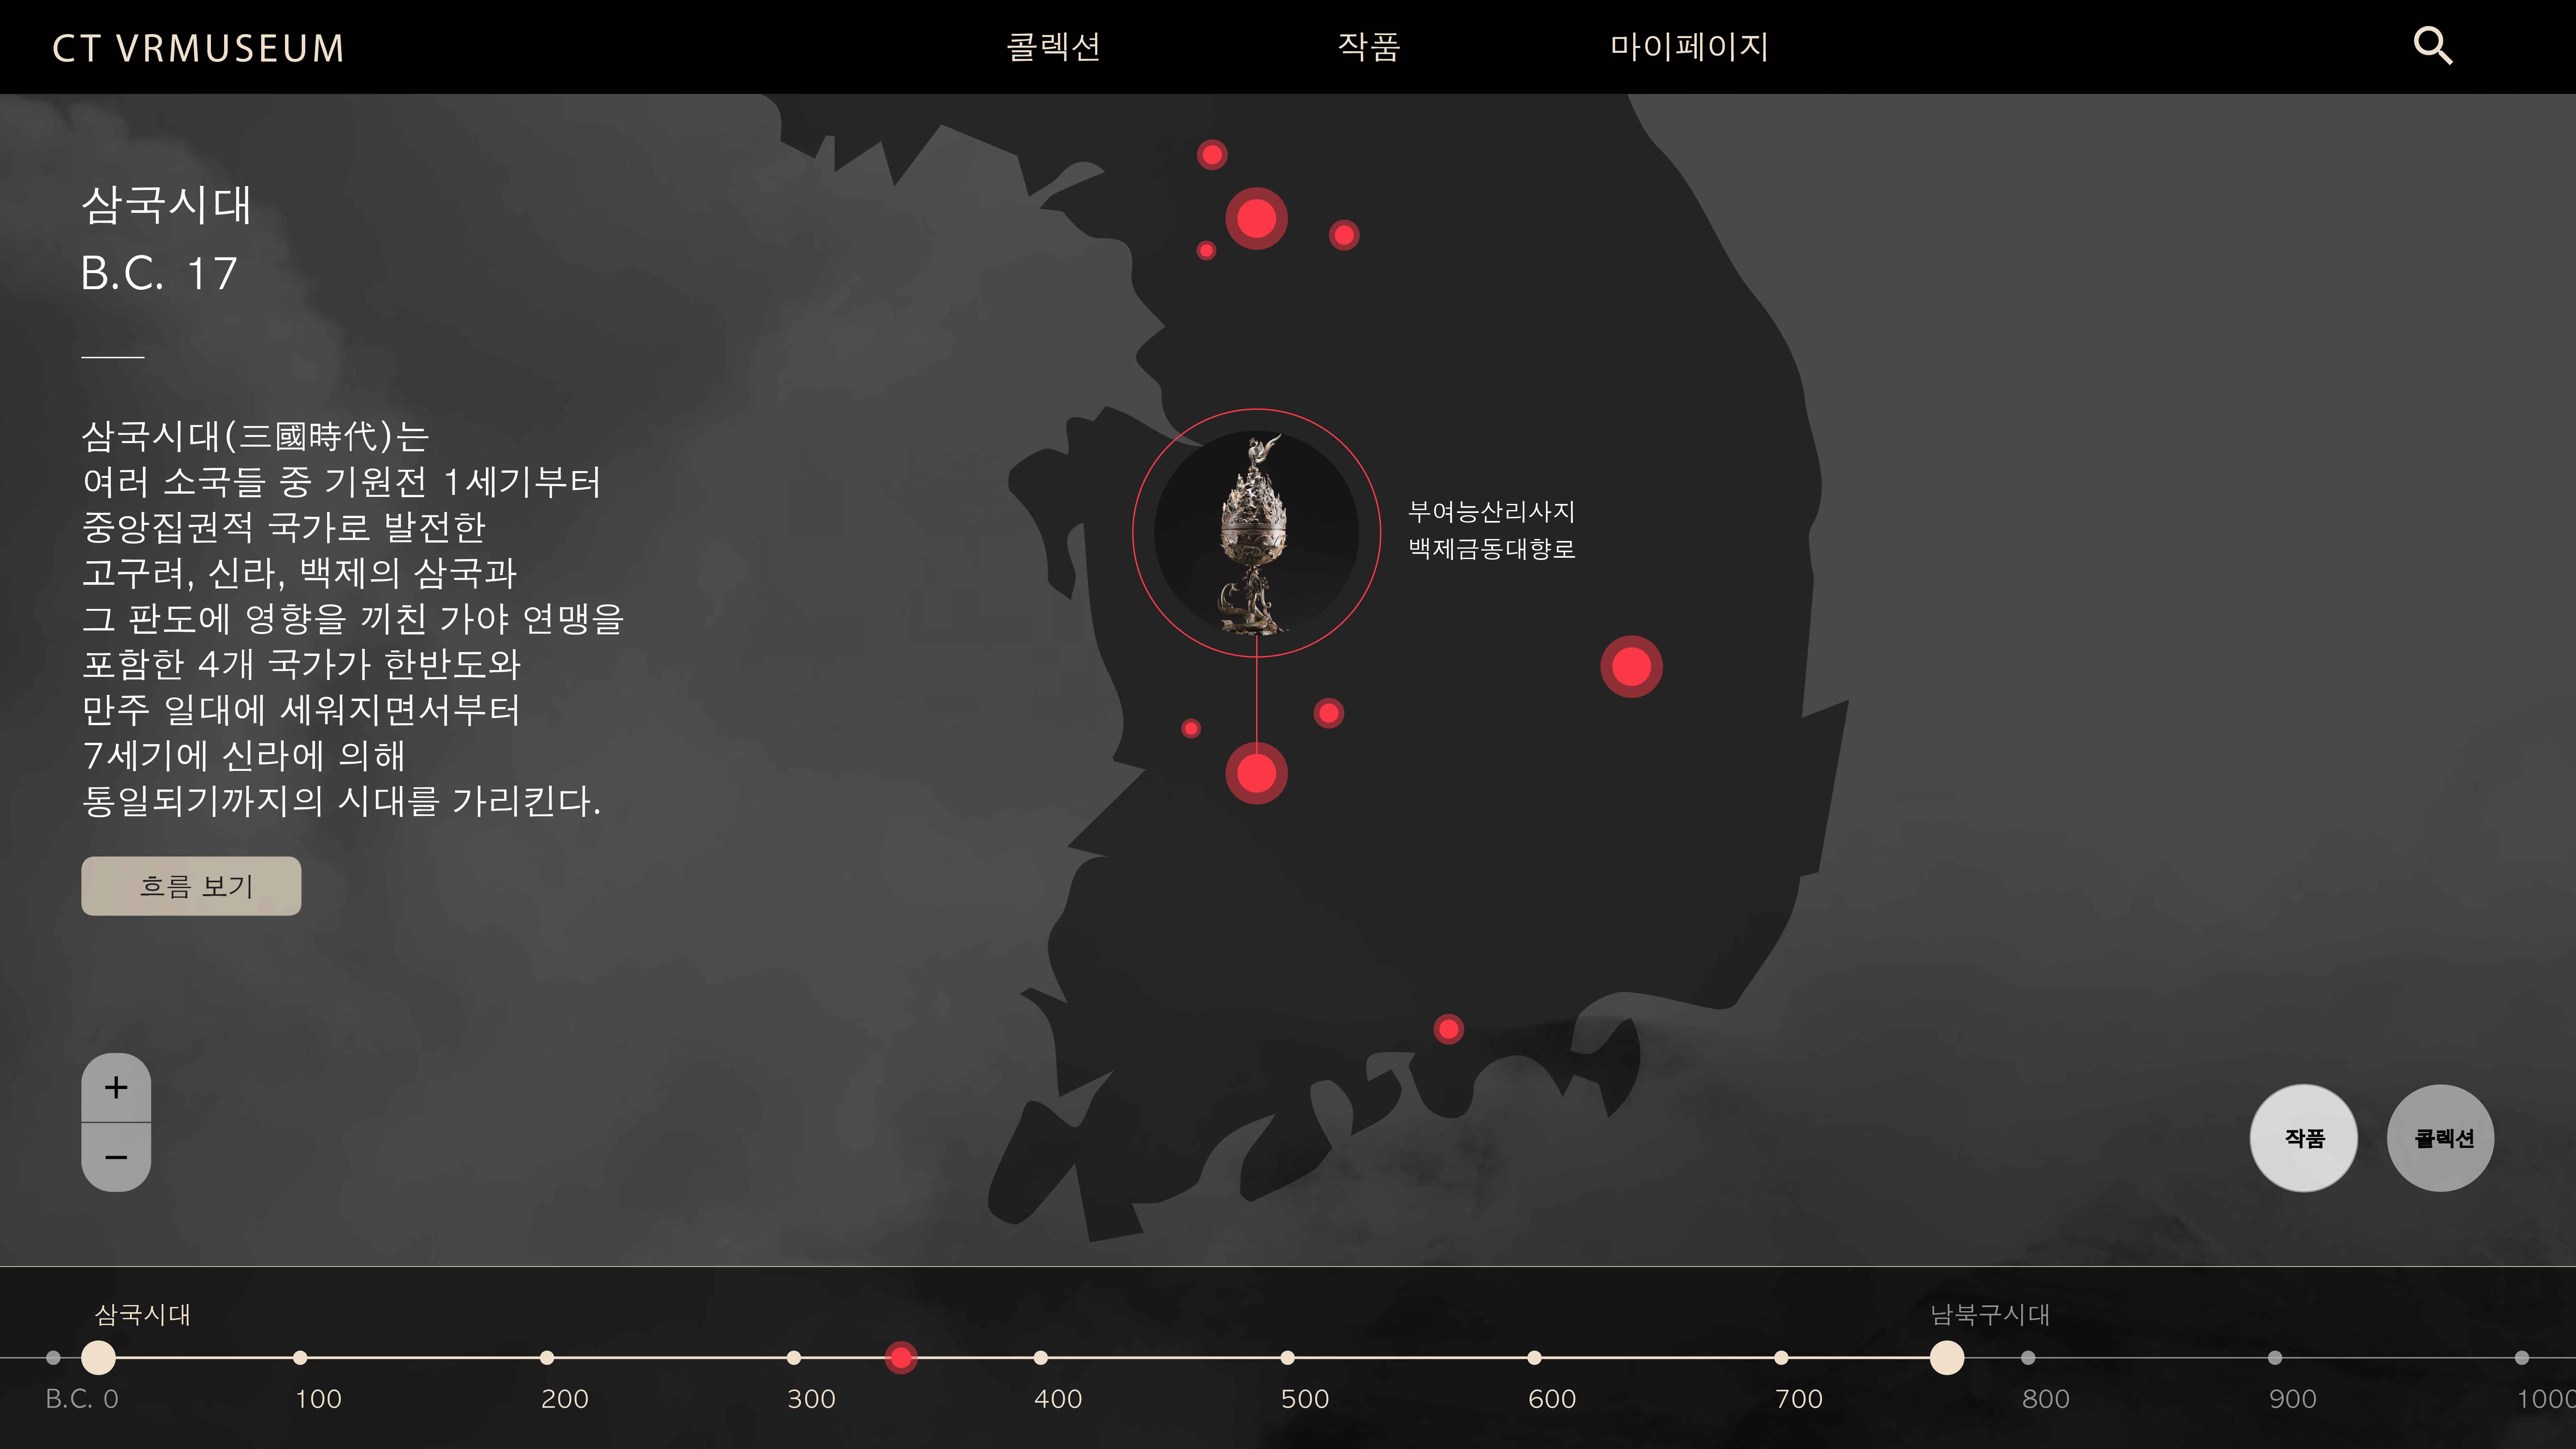 CT VRMUSEUM
콜렉션
작품
마이페이지
삼국시대
B.C. 17
삼국시대(三國時代)는
여러 소국들 중 기원전 1세기부터
중앙집권적 국가로 발전한
고구려, 신라, 백제의 삼국과
그 판도에 영향을 끼친 가야 연맹을
포함한 4개 국가가 한반도와
만주 일대에 세워지면서부터
7세기에 신라에 의해
통일되기까지의 시대를 가리킨다.
흐름 보기
부여능산리사지
백제금동대향로
+
−
작품
콜렉션
삼국시대
남북구시대
B.C. 0
100
200
300
400
500
600
700
800
900
1000